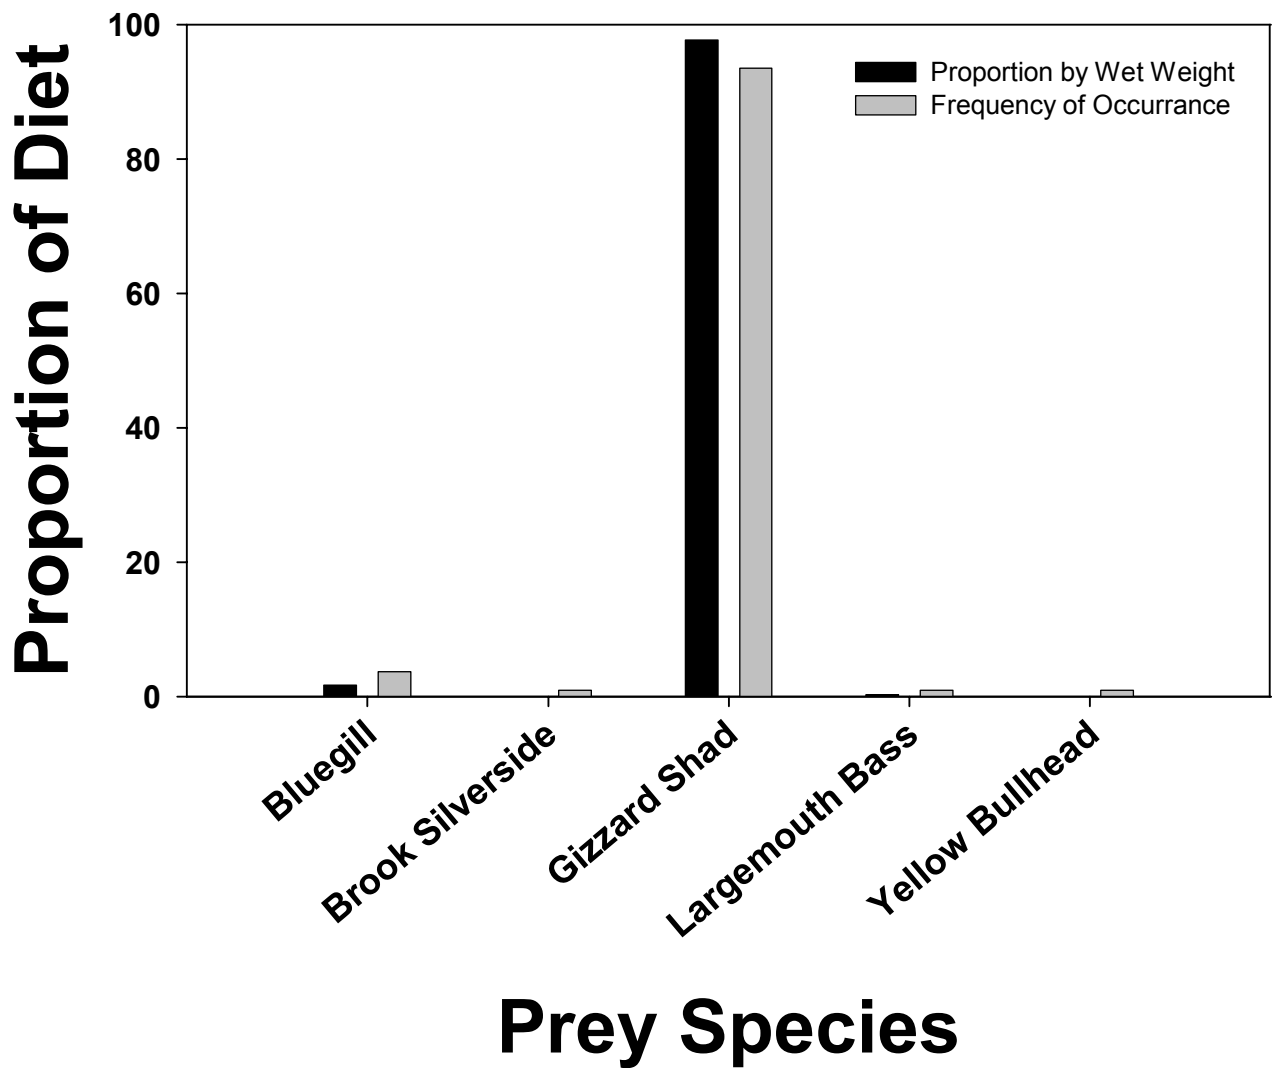 Proportion of Diet
100
80
60
40
20
0
Proportion by Wet Weight
Frequency of Occurrance
Bluegill
Brook Silverside
Gizzard Shad
Largemouth Bass
Yellow Bullhead
Prey Species